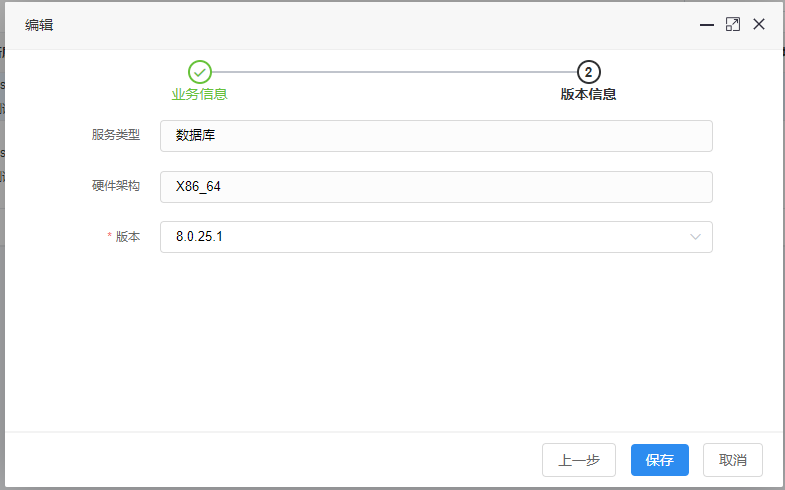 编辑
2
业务信息
版本信息
服务类型 数据库
硬件架构 X86_64
* 版本 8.0.25.1
上一步 保存 取消